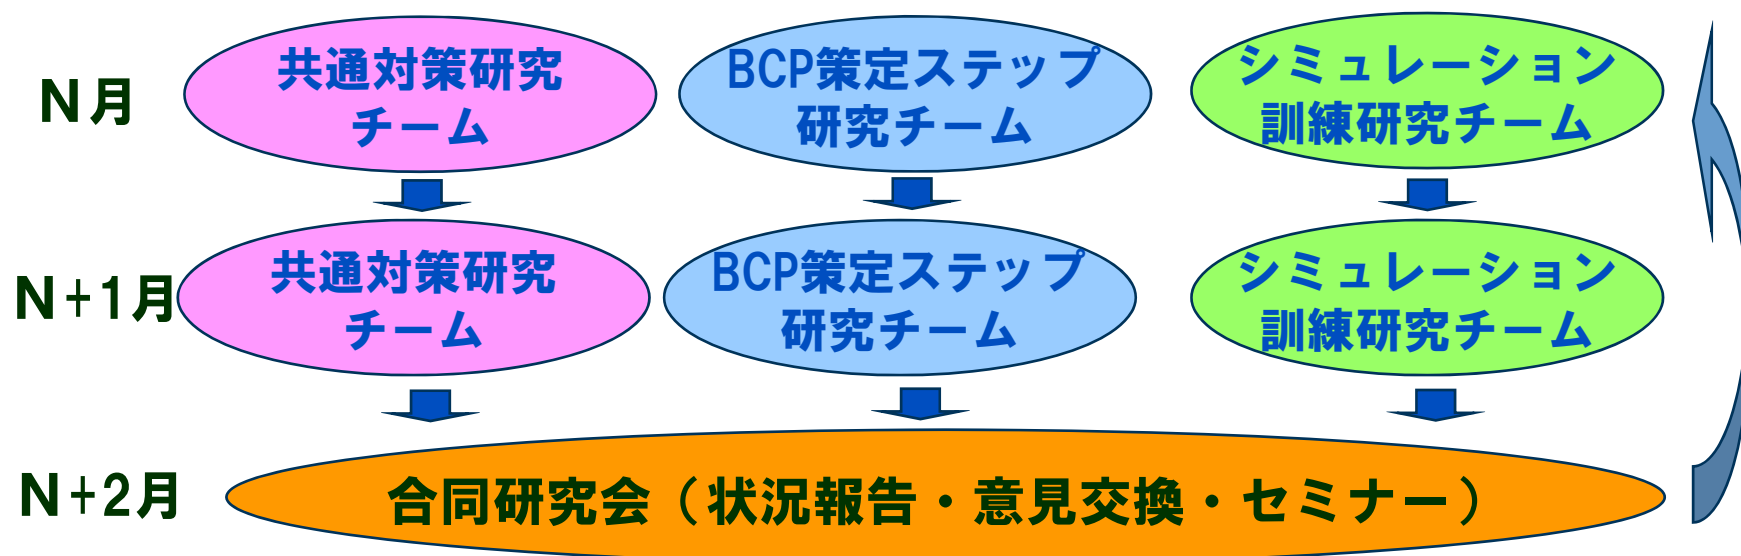 N月
共通対策研究
チーム
BCP策定ステップ
研究チーム
シミュレーション
訓練研究チーム
N+1月
共通対策研究
チーム
BCP策定ステップ
研究チーム
シミュレーション
訓練研究チーム
N+2月
合同研究会（状況報告・意見交換・セミナー）